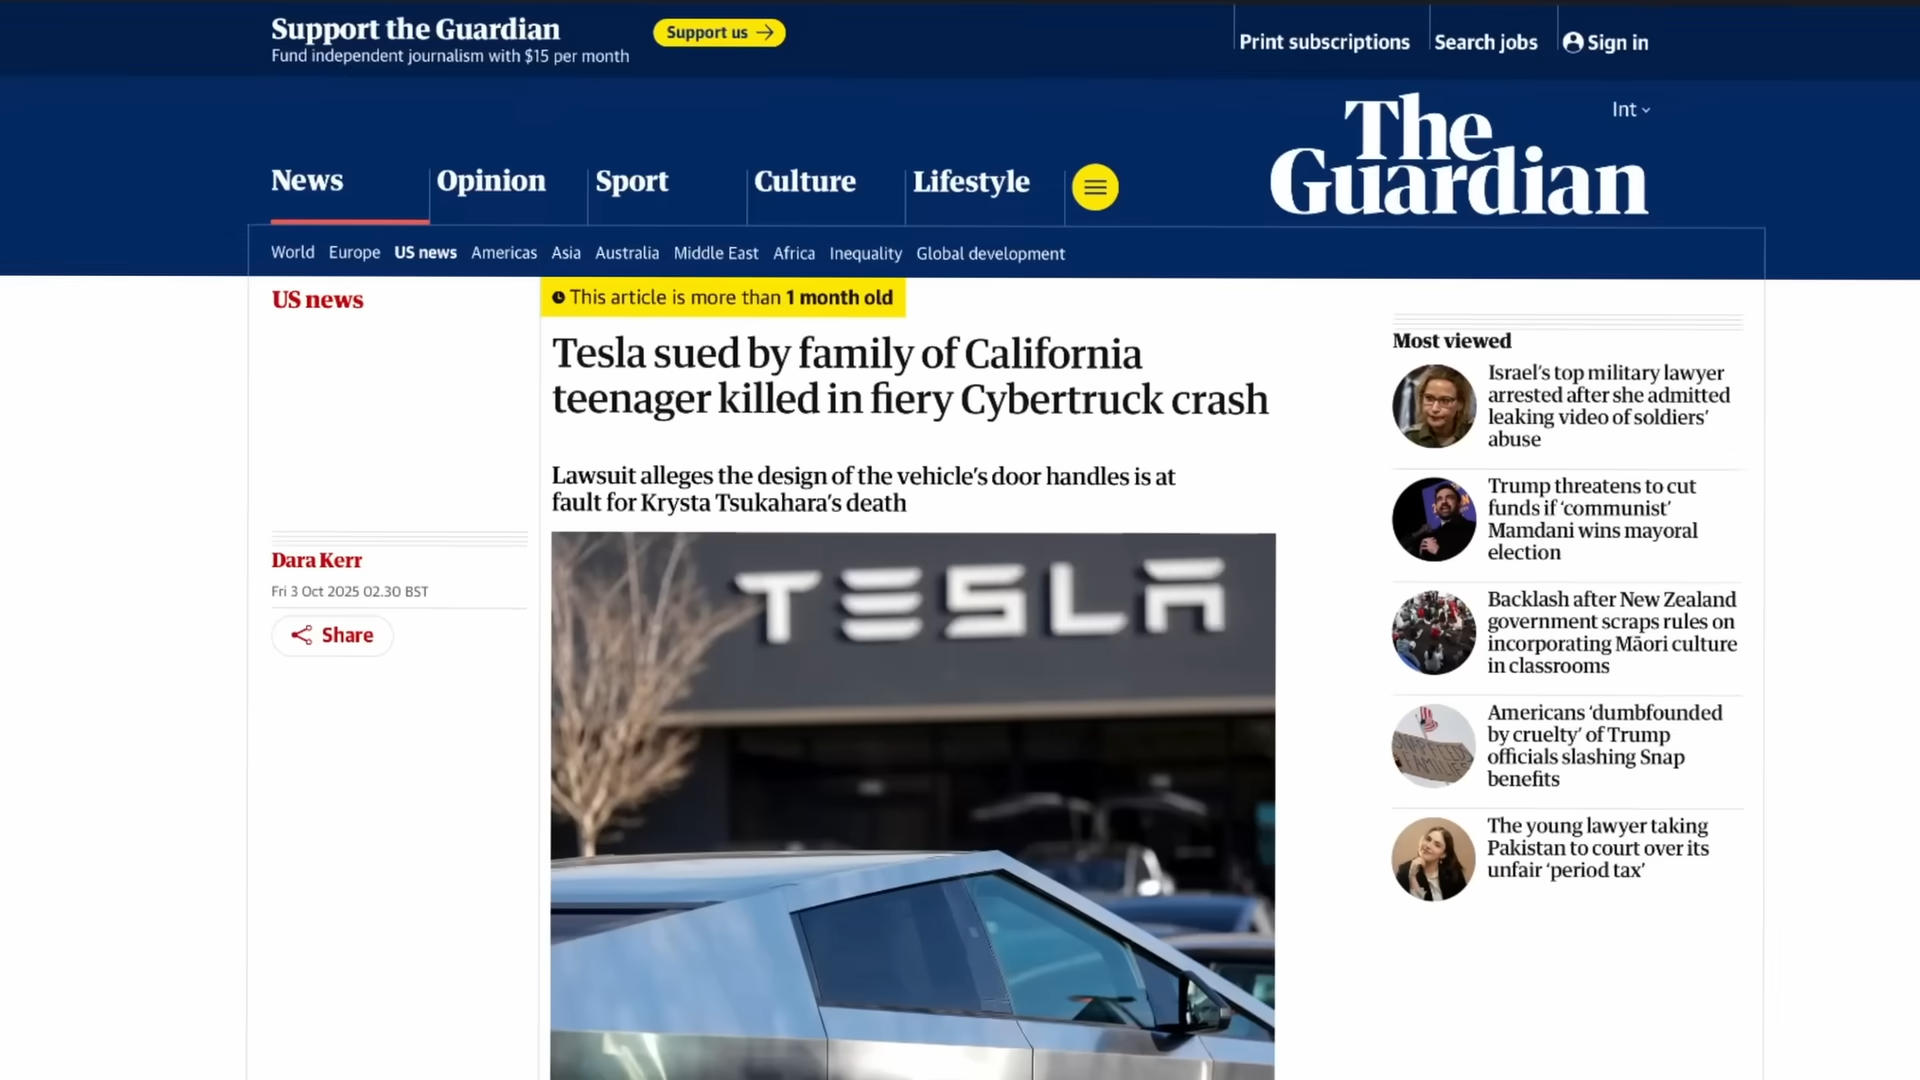 Support the Guardian
Fund independent journalism with $15 per month
Support us
Print subscriptions
Search jobs
Sign in
The
Guardian
Int
News
Opinion
Sport
Culture
Lifestyle
World Europe US news Americas Asia Australia Middle East Africa Inequality Global development
US news
This article is more than 1 month old
Tesla sued by family of California
teenager killed in fiery Cybertruck crash
Lawsuit alleges the design of the vehicle’s door handles is at
fault for Krysta Tsukahara’s death
Dara Kerr
Fri 3 Oct 2025 02.30 BST
Share
TESLA
Most viewed
Israel’s top military lawyer
arrested after she admitted
leaking video of soldiers’
abuse
Trump threatens to cut
funds if ‘communist’
Mamdani wins mayoral
election
Backlash after New Zealand
government scraps rules on
incorporating Māori culture
in classrooms
Americans ‘dumbfounded
by cruelty’ of Trump
officials slashing Snap
benefits
The young lawyer taking
Pakistan to court over its
unfair ‘period tax’